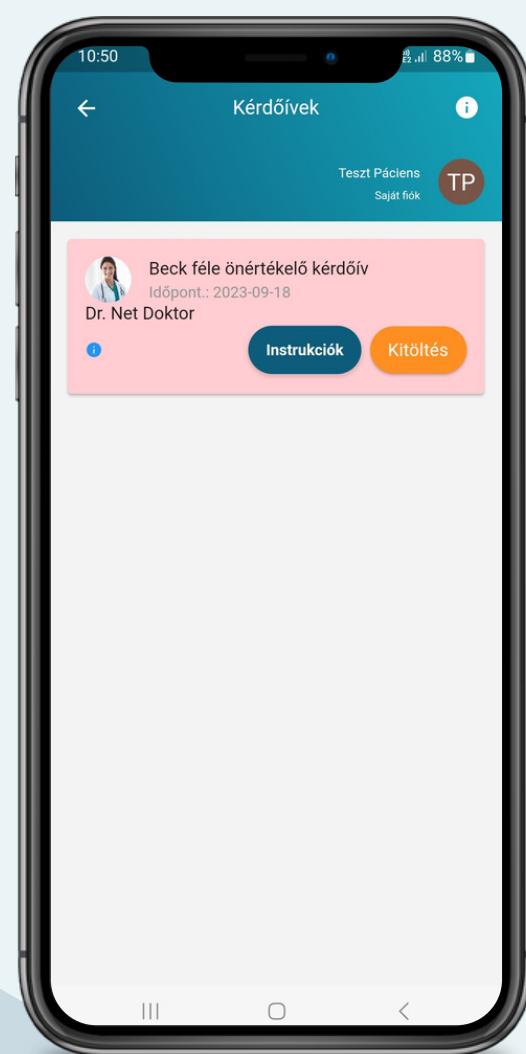 10:50
88%
Kérdőívek
Teszt Páciens
Saját fiók
TP
Beck féle önértékelő kérdőív
Időpont.: 2023-09-18
Dr. Net Doktor
Instrukciók
Kitöltés